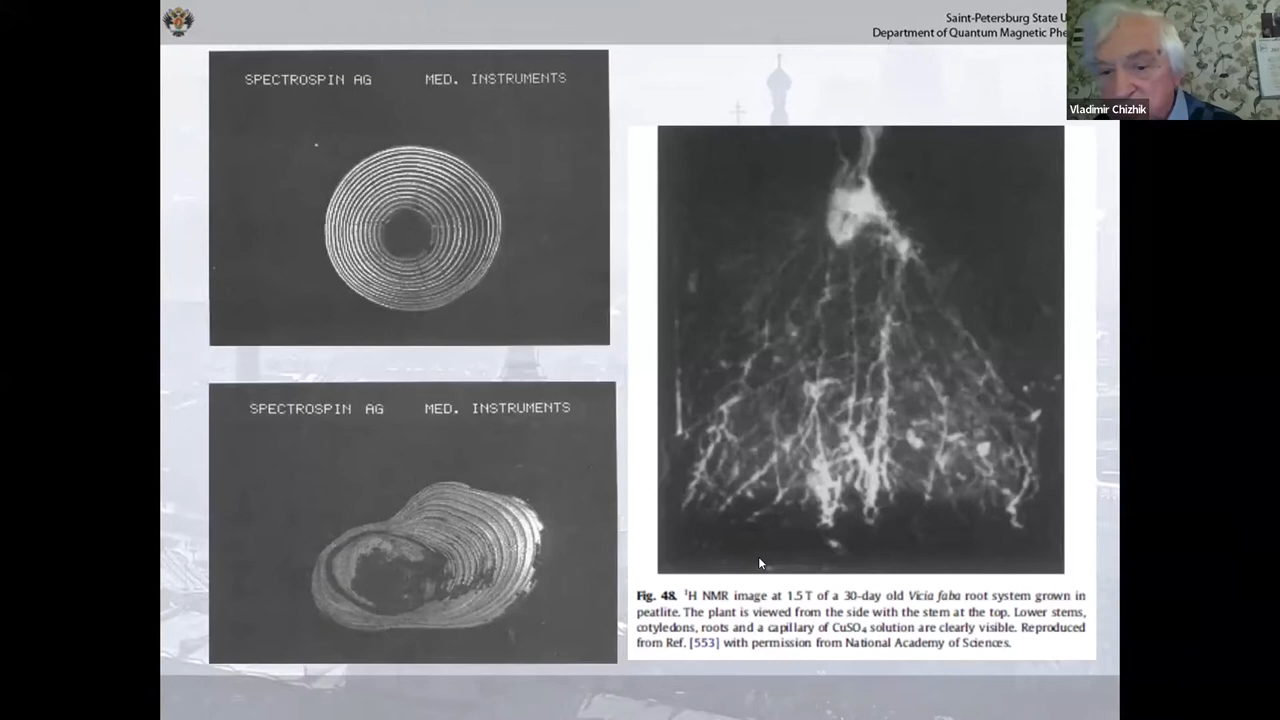 Saint-Petersburg State U
Department of Quantum Magnetic Phe
Vladimir Chizhik
SPECTROSPIN AG MED. INSTRUMENTS
SPECTROSPIN AG MED. INSTRUMENTS
Fig. 48. ¹H NMR image at 1.5 T of a 30-day old Vicia faba root system grown in
peatlite. The plant is viewed from the side with the stem at the top. Lower stems,
cotyledons, roots and a capillary of CuSO₄ solution are clearly visible. Reproduced
from Ref. [553] with permission from National Academy of Sciences.